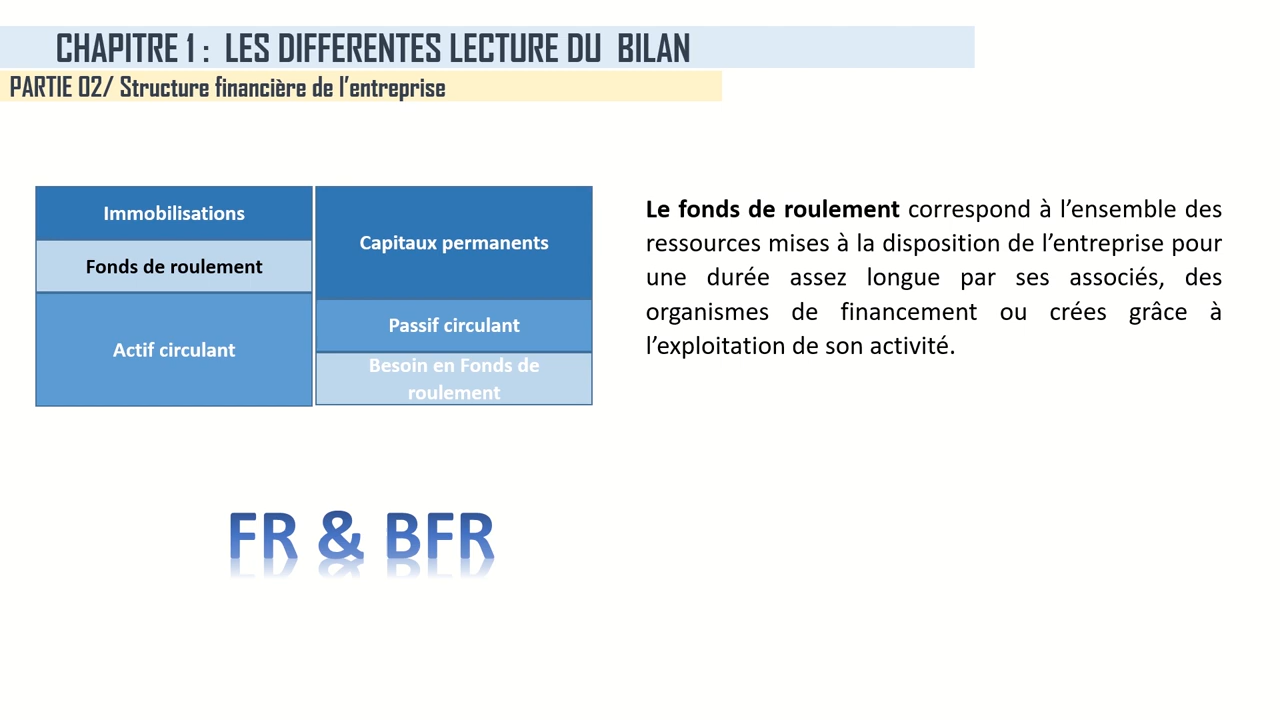 CHAPITRE 1 : LES DIFFERENTES LECTURE DU BILAN
PARTIE 02/ Structure financière de l’entreprise
Immobilisations
Fonds de roulement
Actif circulant
Capitaux permanents
Passif circulant
Besoin en Fonds de
roulement
Le fonds de roulement correspond à l’ensemble des
ressources mises à la disposition de l’entreprise pour
une durée assez longue par ses associés, des
organismes de financement ou crées grâce à
l’exploitation de son activité.
FR & BFR